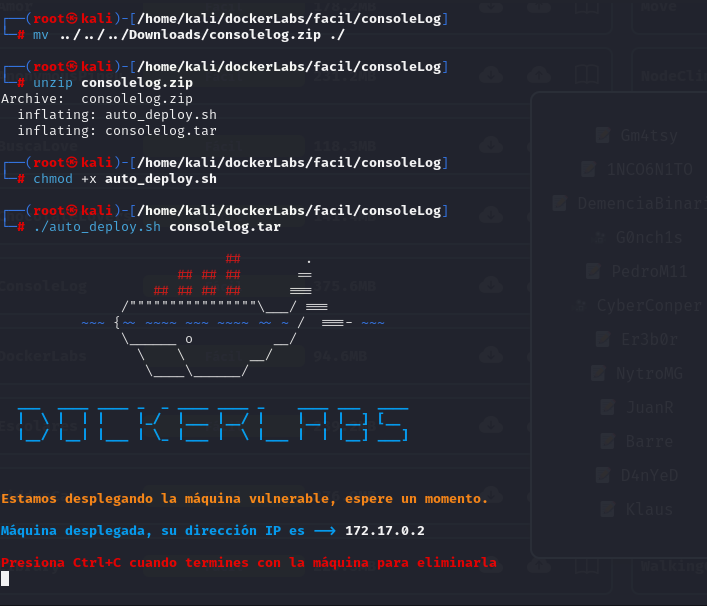 ┌──(root㉿kali)-[/home/kali/dockerLabs/facil/consoleLog]
└─# mv ../../../Downloads/consolelog.zip ./
┌──(root㉿kali)-[/home/kali/dockerLabs/facil/consoleLog]
└─# unzip consolelog.zip
Archive:  consolelog.zip
  inflating: auto_deploy.sh
  inflating: consolelog.tar
┌──(root㉿kali)-[/home/kali/dockerLabs/facil/consoleLog]
└─# chmod +x auto_deploy.sh
┌──(root㉿kali)-[/home/kali/dockerLabs/facil/consoleLog]
└─# ./auto_deploy.sh consolelog.tar
DOCKERLABS
Estamos desplegando la máquina vulnerable, espere un momento.
Máquina desplegada, su dirección IP es --> 172.17.0.2
Presiona Ctrl+C cuando termines con la máquina para eliminarla
Gm4tsy
1NCO6N1TO
DemenciaBinar
G0nch1s
PedroM11
CyberConper
Er3b0r
NytroMG
JuanR
Barre
D4nYeD
Klaus